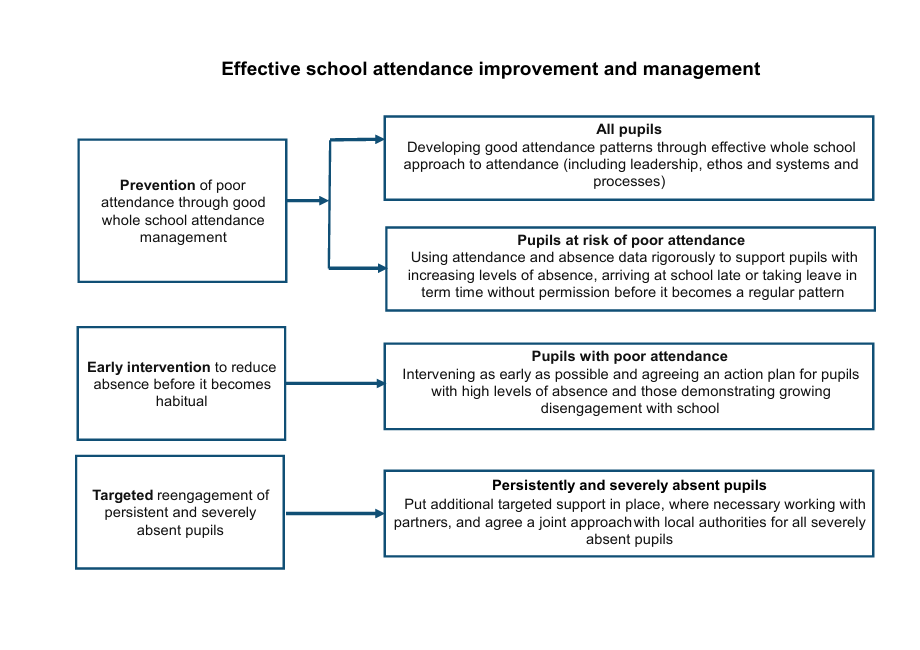 Effective school attendance improvement and management
Prevention of poor
attendance through good
whole school attendance
management
All pupils
Developing good attendance patterns through effective whole school
approach to attendance (including leadership, ethos and systems and
processes)
Pupils at risk of poor attendance
Using attendance and absence data rigorously to support pupils with
increasing levels of absence, arriving at school late or taking leave in
term time without permission before it becomes a regular pattern
Early intervention to reduce
absence before it becomes
habitual
Pupils with poor attendance
Intervening as early as possible and agreeing an action plan for pupils
with high levels of absence and those demonstrating growing
disengagement with school
Targeted reengagement of
persistent and severely
absent pupils
Persistently and severely absent pupils
Put additional targeted support in place, where necessary working with
partners, and agree a joint approach with local authorities for all severely
absent pupils